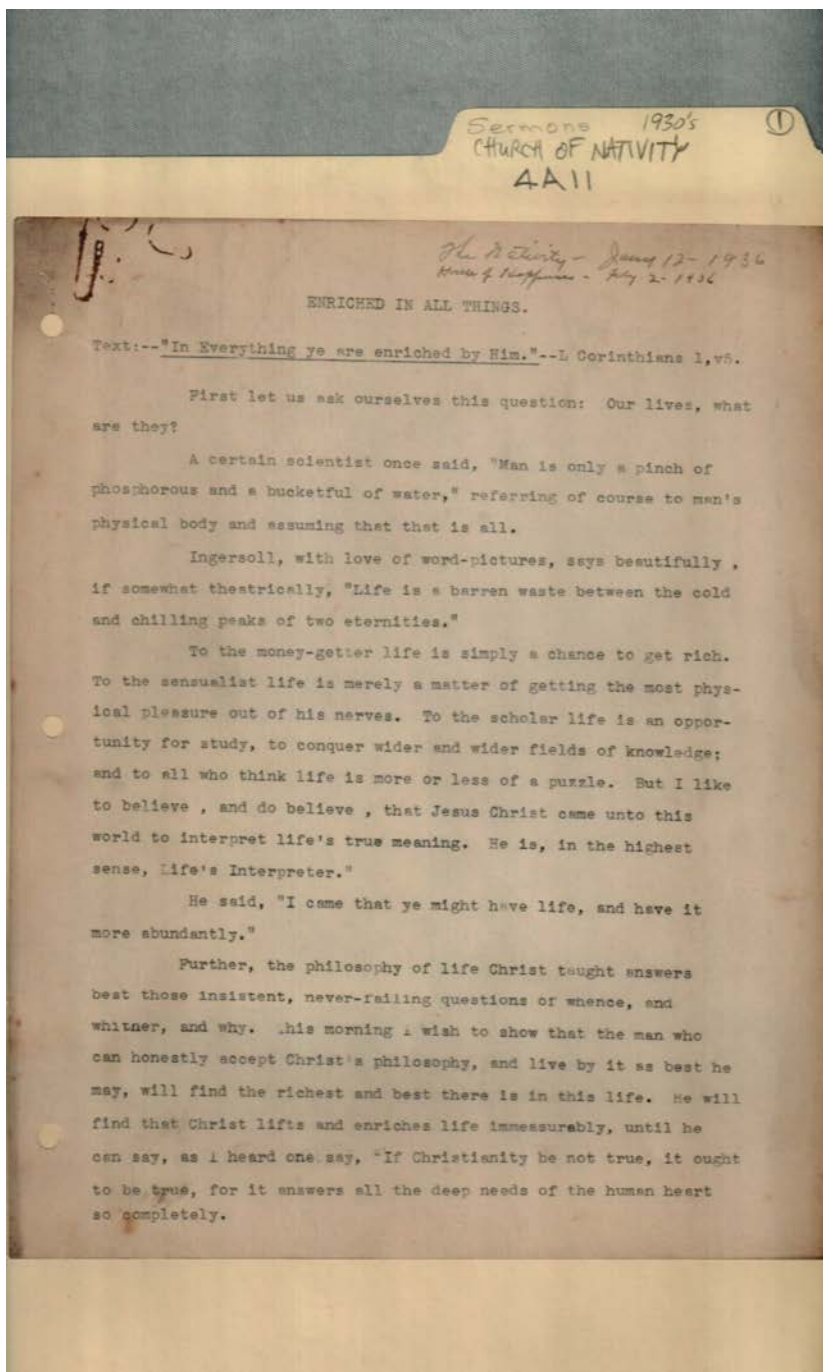 Sermons 1930's ①
CHURCH OF NATIVITY
4A11
The Nativity - Jany 12 - 1936
House of Happiness - Feby 2 - 1936
ENRICHED IN ALL THINGS.
Text:--"In Everything ye are enriched by Him."--L Corinthians 1,v5.
First let us ask ourselves this question: Our lives, what
are they?
A certain scientist once said, "Man is only a pinch of
phosphorous and a bucketful of water," referring of course to man's
physical body and assuming that that is all.
Ingersoll, with love of word-pictures, says beautifully ,
if somewhat theatrically, "Life is a barren waste between the cold
and chilling peaks of two eternities."
To the money-getter life is simply a chance to get rich.
To the sensualist life is merely a matter of getting the most phys-
ical pleasure out of his nerves. To the scholar life is an oppor-
tunity for study, to conquer wider and wider fields of knowledge;
and to all who think life is more or less of a puzzle. But I like
to believe , and do believe , that Jesus Christ came unto this
world to interpret life's true meaning. He is, in the highest
sense, Life's Interpreter."
He said, "I came that ye might have life, and have it
more abundantly."
Further, the philosophy of life Christ taught answers
best those insistent, never-failing questions of whence, and
whither, and why. This morning I wish to show that the man who
can honestly accept Christ's philosophy, and live by it as best he
may, will find the richest and best there is in this life. He will
find that Christ lifts and enriches life immeasurably, until he
can say, as I heard one say, "If Christianity be not true, it ought
to be true, for it answers all the deep needs of the human heart
so completely.